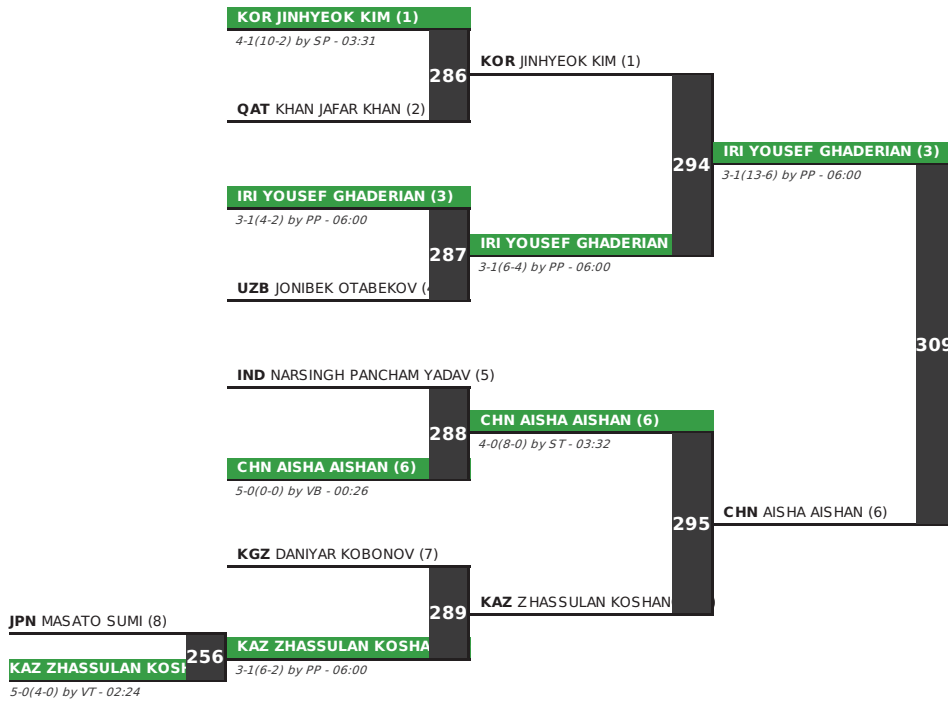 KOR JINHYEOK KIM (1)
4-1(10-2) by SP - 03:31
286
QAT KHAN JAFAR KHAN (2)
KOR JINHYEOK KIM (1)
294
IRI YOUSEF GHADERIAN (3)
3-1(13-6) by PP - 06:00
IRI YOUSEF GHADERIAN (3)
3-1(4-2) by PP - 06:00
287
UZB JONIBEK OTABEKOV
IRI YOUSEF GHADERIAN
3-1(6-4) by PP - 06:00
309
IND NARSINGH PANCHAM YADAV (5)
288
CHN AISHA AISHAN (6)
5-0(0-0) by VB - 00:26
CHN AISHA AISHAN (6)
4-0(8-0) by ST - 03:32
295
CHN AISHA AISHAN (6)
KGZ DANIYAR KOBONOV (7)
289
KAZ ZHASSULAN KOSHAN
JPN MASATO SUMI (8)
256
KAZ ZHASSULAN KOSHA
3-1(6-2) by PP - 06:00
KAZ ZHASSULAN KOSH
5-0(4-0) by VT - 02:24